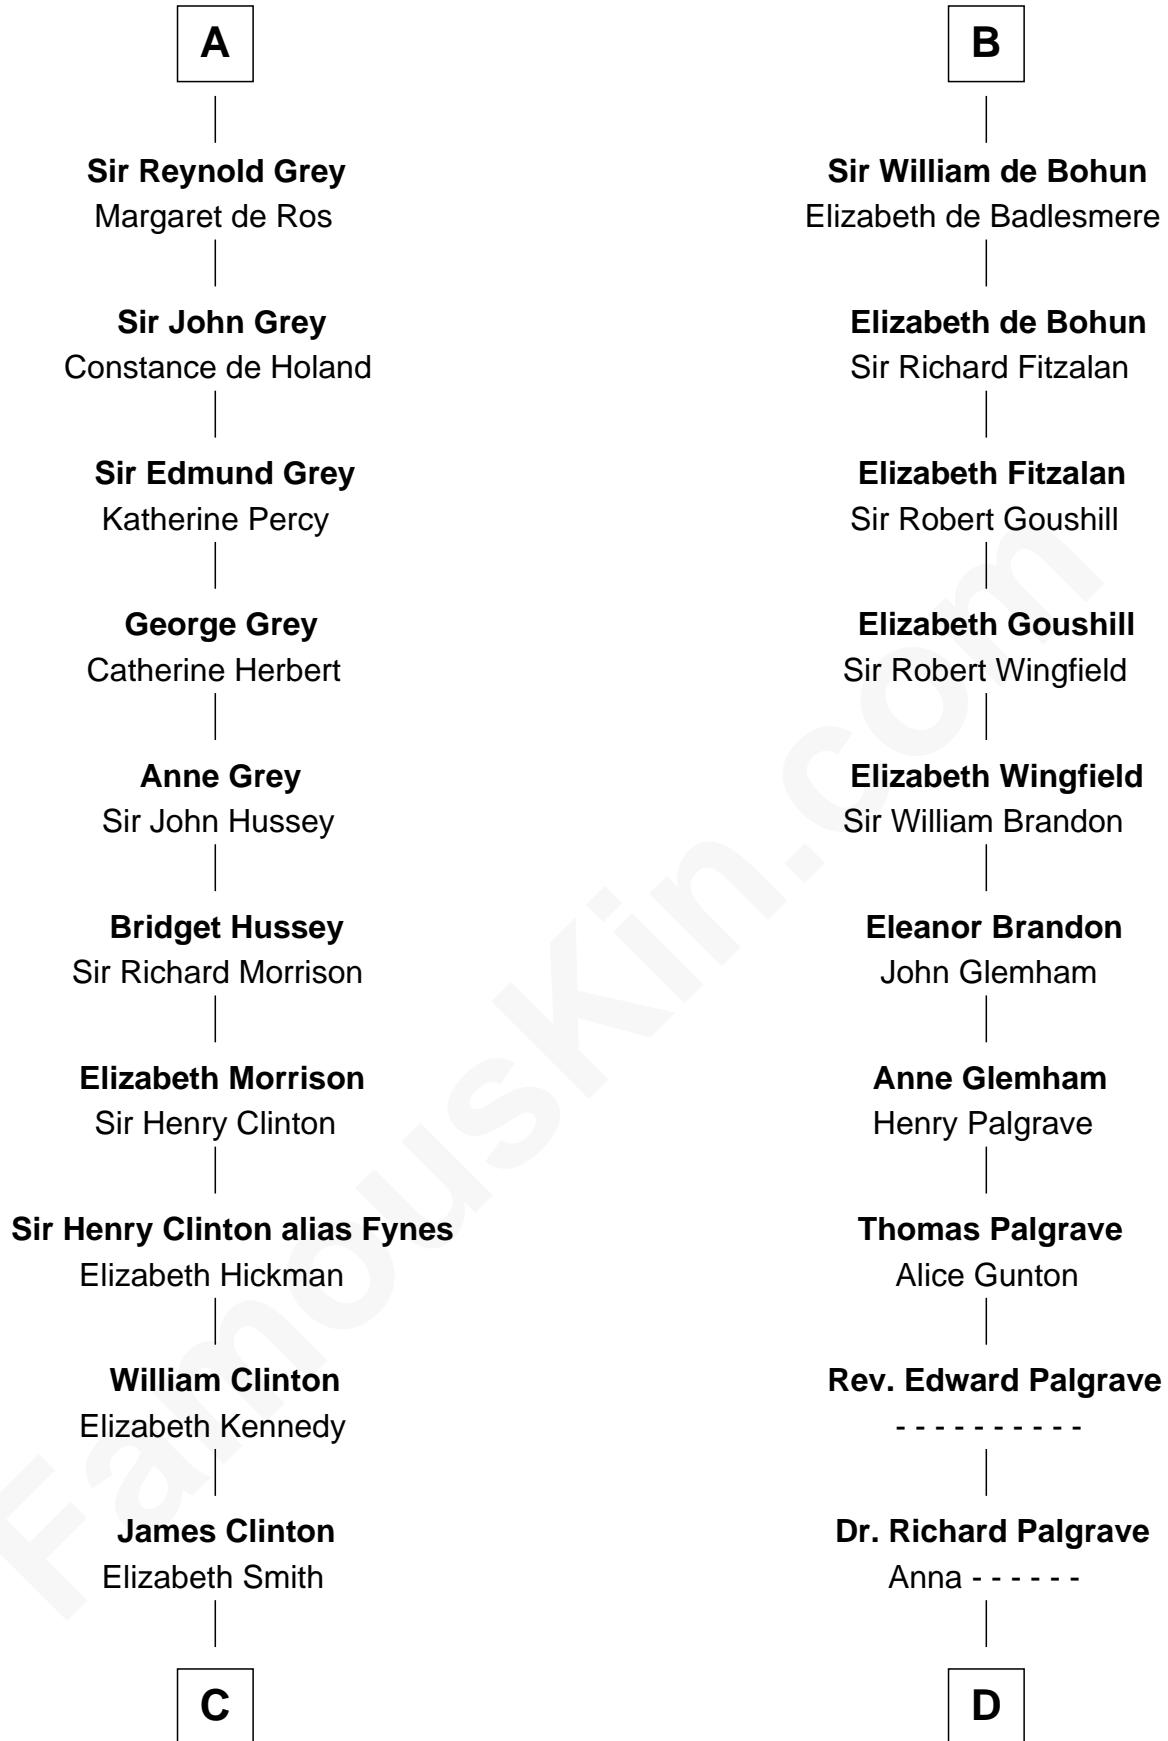 A
Sir Reynold Grey
Margaret de Ros
Sir John Grey
Constance de Holand
Sir Edmund Grey
Katherine Percy
George Grey
Catherine Herbert
Anne Grey
Sir John Hussey
Bridget Hussey
Sir Richard Morrison
Elizabeth Morrison
Sir Henry Clinton
Sir Henry Clinton alias Fynes
Elizabeth Hickman
William Clinton
Elizabeth Kennedy
James Clinton
Elizabeth Smith
C
B
Sir William de Bohun
Elizabeth de Badlesmere
Elizabeth de Bohun
Sir Richard Fitzalan
Elizabeth Fitzalan
Sir Robert Goushill
Elizabeth Goushill
Sir Robert Wingfield
Elizabeth Wingfield
Sir William Brandon
Eleanor Brandon
John Glemham
Anne Glemham
Henry Palgrave
Thomas Palgrave
Alice Gunton
Rev. Edward Palgrave
- - - - - - - - - -
Dr. Richard Palgrave
Anna - - - - - -
D
FamousKin.com